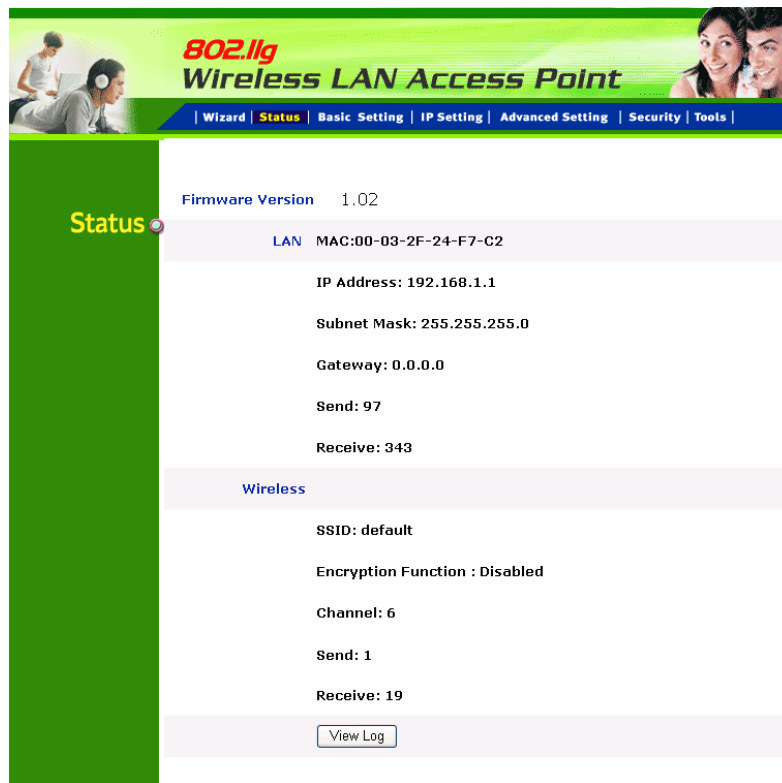 802.11g
Wireless LAN Access Point
| Wizard | Status | Basic Setting | IP Setting | Advanced Setting | Security | Tools |
Status
Firmware Version 1.02
LAN MAC:00-03-2F-24-F7-C2
IP Address: 192.168.1.1
Subnet Mask: 255.255.255.0
Gateway: 0.0.0.0
Send: 97
Receive: 343
Wireless
SSID: default
Encryption Function : Disabled
Channel: 6
Send: 1
Receive: 19
View Log